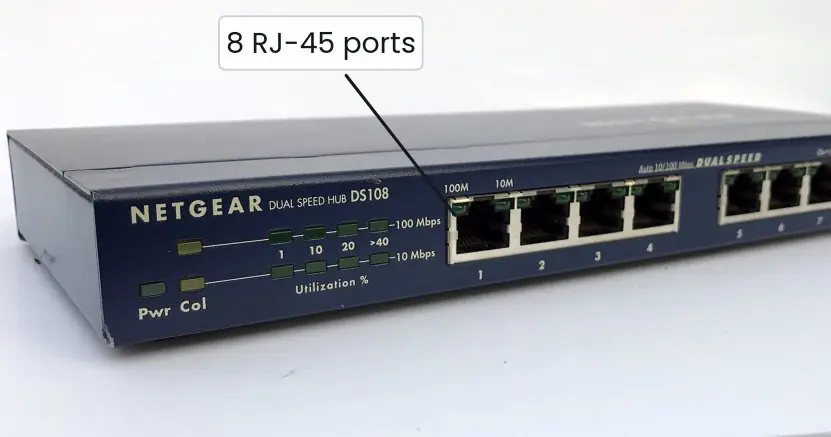 8 RJ-45 ports
Auto 10/100 Mbps DUALSPEED
100M 10M
NETGEAR DUAL SPEED HUB DS108
100 Mbps
1 10 20 >40
10 Mbps
Utilization %
Pwr Col
1 2 3 4 5 6 7